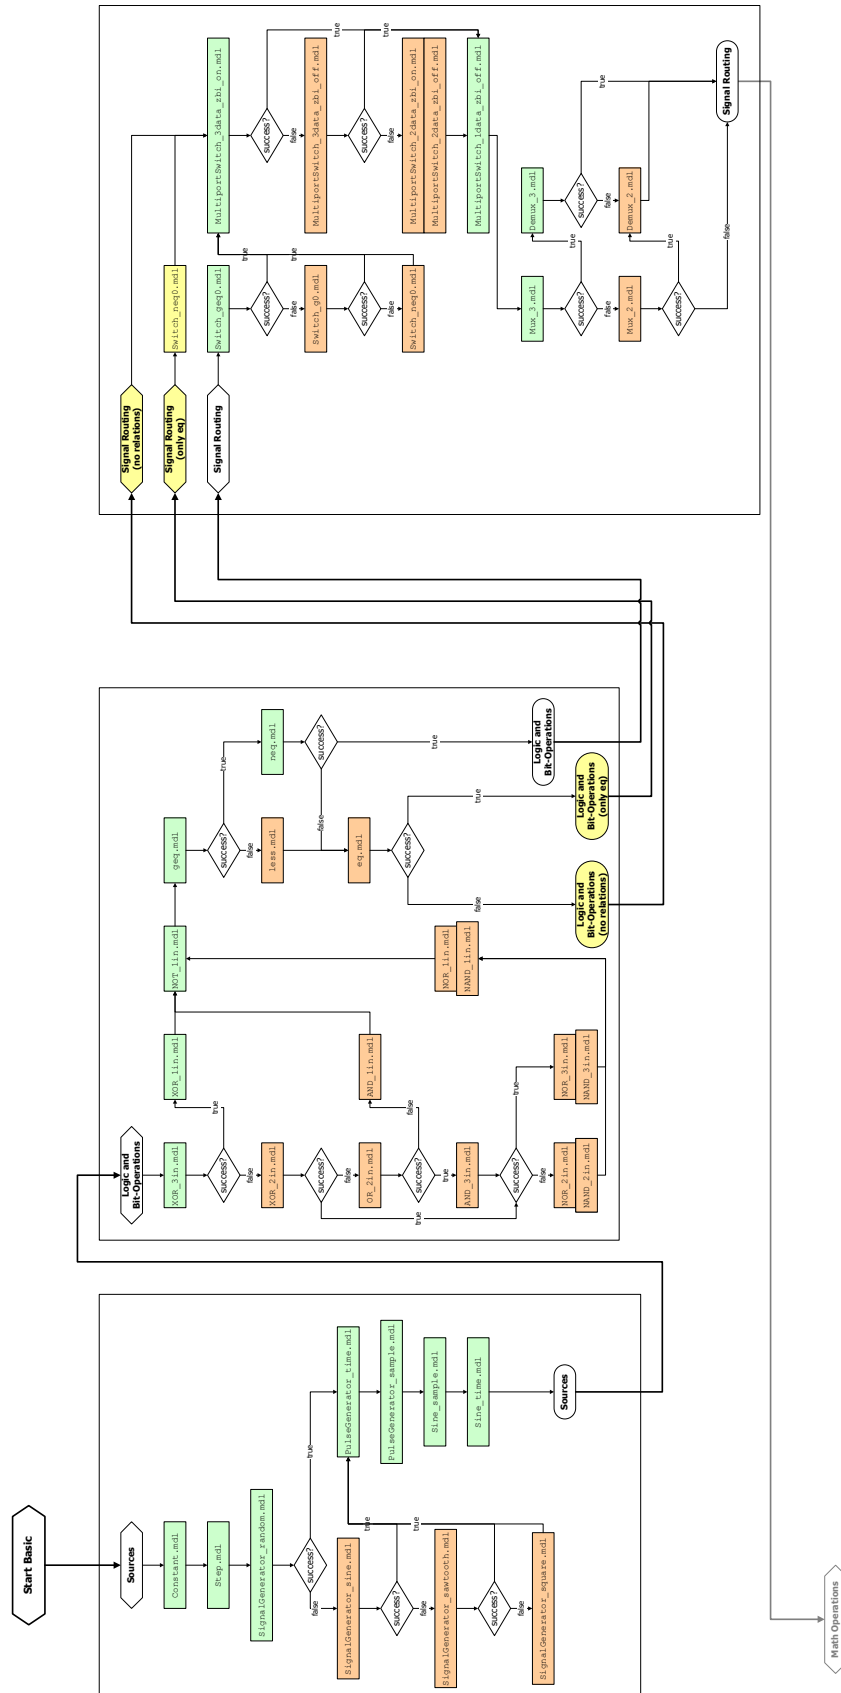 Start Basic
Sources
Constant.mdl
Step.mdl
SignalGenerator_random.mdl
success?
true
false
SignalGenerator_sine.mdl
success?
true
false
SignalGenerator_sawtooth.mdl
success?
true
false
SignalGenerator_square.mdl
PulseGenerator_time.mdl
PulseGenerator_sample.mdl
Sine_sample.mdl
Sine_time.mdl
Sources
Logic and
Bit-Operations
XOR_3in.mdl
success?
true
false
XOR_1in.mdl
XOR_2in.mdl
success?
true
false
OR_2in.mdl
success?
false
true
AND_1in.mdl
AND_3in.mdl
success?
true
false
NOR_2in.mdl
NAND_2in.mdl
NOR_3in.mdl
NAND_3in.mdl
NOR_1in.mdl
NAND_1in.mdl
NOT_1in.mdl
geq.mdl
success?
true
false
less.mdl
neq.mdl
success?
true
false
eq.mdl
success?
true
false
Logic and
Bit-Operations
Logic and
Bit-Operations
(only eq)
Logic and
Bit-Operations
(no relations)
Signal Routing
(no relations)
Signal Routing
(only eq)
Signal Routing
Switch_neq0.mdl
Switch_geq0.mdl
success?
true
false
Switch_g0.mdl
success?
true
false
Switch_neq0.mdl
MultiportSwitch_3data_zbi_on.mdl
success?
true
false
MultiportSwitch_3data_zbi_off.mdl
success?
true
false
MultiportSwitch_2data_zbi_on.mdl
MultiportSwitch_2data_zbi_off.mdl
MultiportSwitch_1data_zbi_off.mdl
Mux_3.mdl
success?
true
false
Mux_2.mdl
success?
true
false
Demux_3.mdl
success?
true
false
Demux_2.mdl
Signal Routing
Math Operations